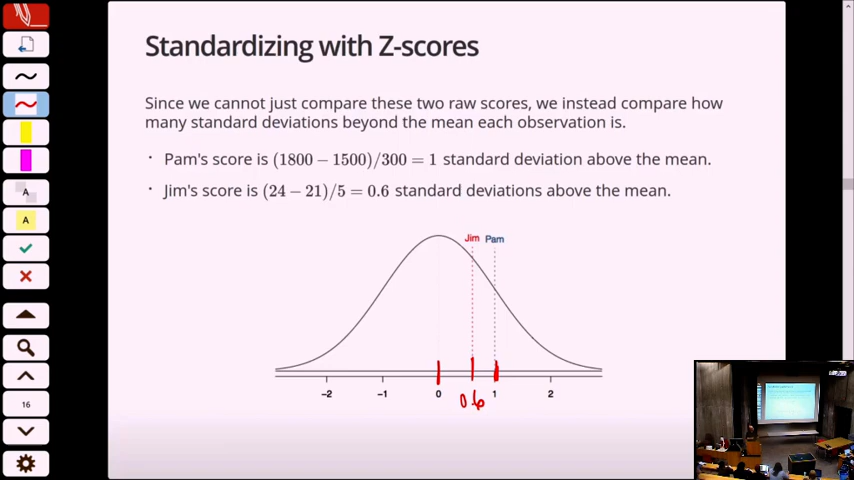 Standardizing with Z-scores
Since we cannot just compare these two raw scores, we instead compare how
many standard deviations beyond the mean each observation is.
· Pam's score is (1800 − 1500)/300 = 1 standard deviation above the mean.
· Jim's score is (24 − 21)/5 = 0.6 standard deviations above the mean.
Jim Pam
-2 -1 0 1 2
0.6
A
A
16